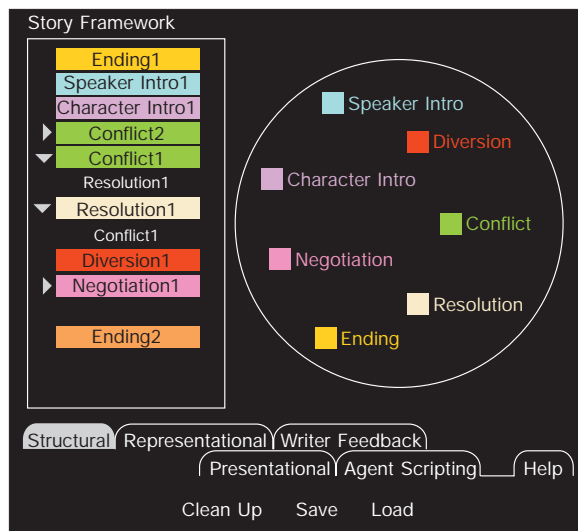 Story Framework
Ending1
Speaker Intro1
Character Intro1
Conflict2
Conflict1
Resolution1
Resolution1
Conflict1
Diversion1
Negotiation1
Ending2
Speaker Intro
Diversion
Character Intro
Conflict
Negotiation
Resolution
Ending
Structural Representational Writer Feedback
Presentational Agent Scripting Help
Clean Up Save Load